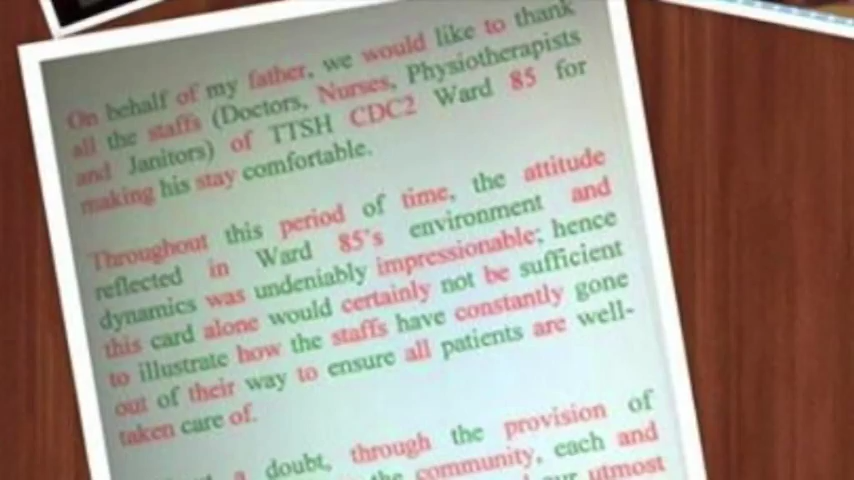 On behalf of my father, we would like to thank
all the staffs (Doctors, Nurses, Physiotherapists
and Janitors) of TTSH CDC2 Ward 85 for
making his stay comfortable.
Throughout this period of time, the attitude
reflected in Ward 85's environment and
dynamics was undeniably impressionable; hence
this card alone would certainly not be sufficient
to illustrate how the staffs have constantly gone
out of their way to ensure all patients are well-
taken care of.
a doubt, through the provision of
the community, each and
our utmost